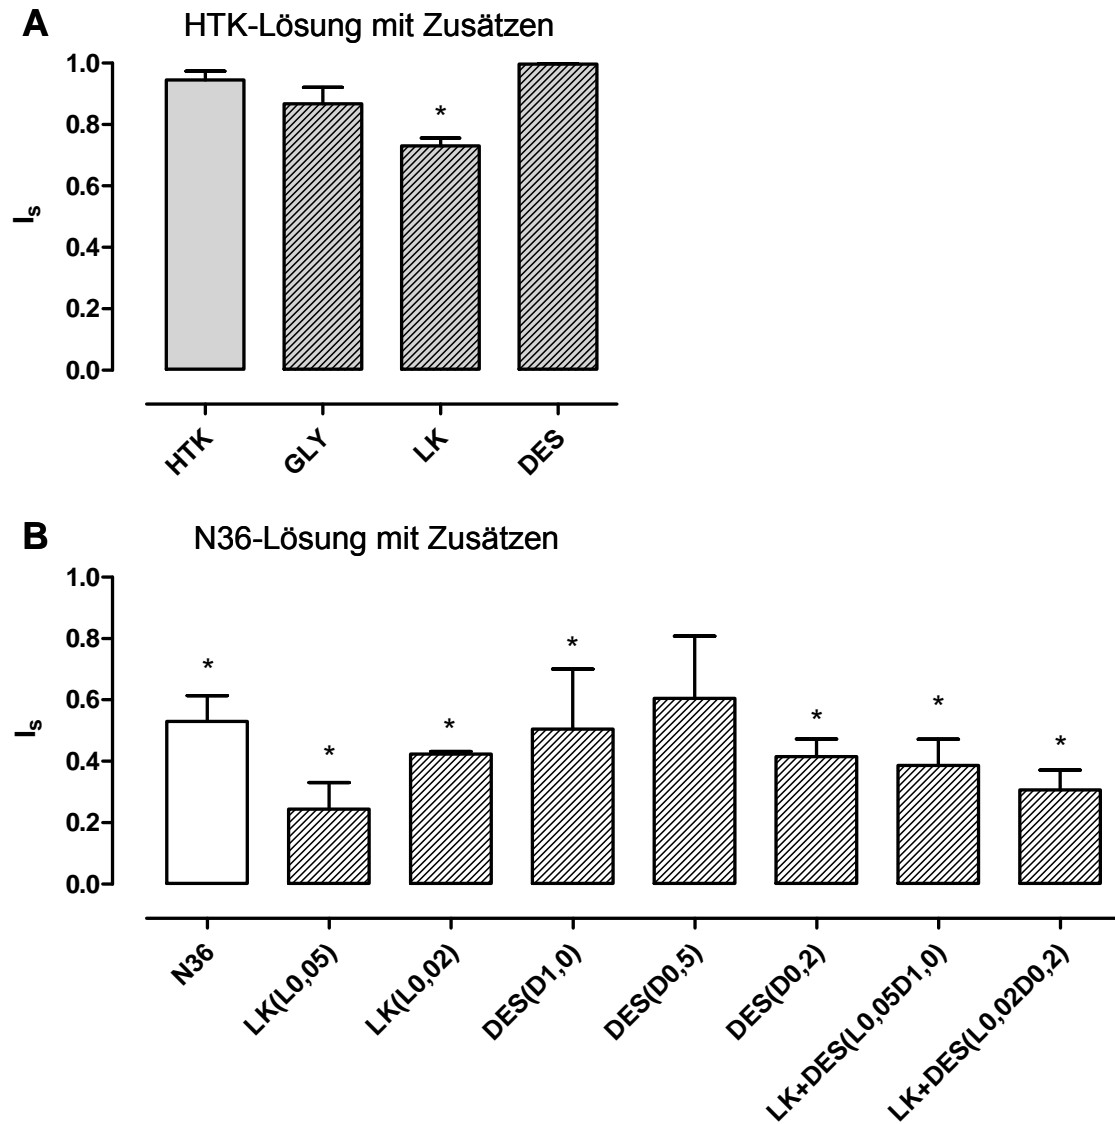 A HTK-Lösung mit Zusätzen
1.0
*
0.8
0.6
Is
0.4
0.2
0.0
HTK GLY LK DES
B N36-Lösung mit Zusätzen
1.0
0.8
* * * * * * *
0.6
Is
0.4
0.2
0.0
N36 LK(L0,05) LK(L0,02) DES(D1,0) DES(D0,5) DES(D0,2) LK+DES(L0,05D1,0) LK+DES(L0,02D0,2)